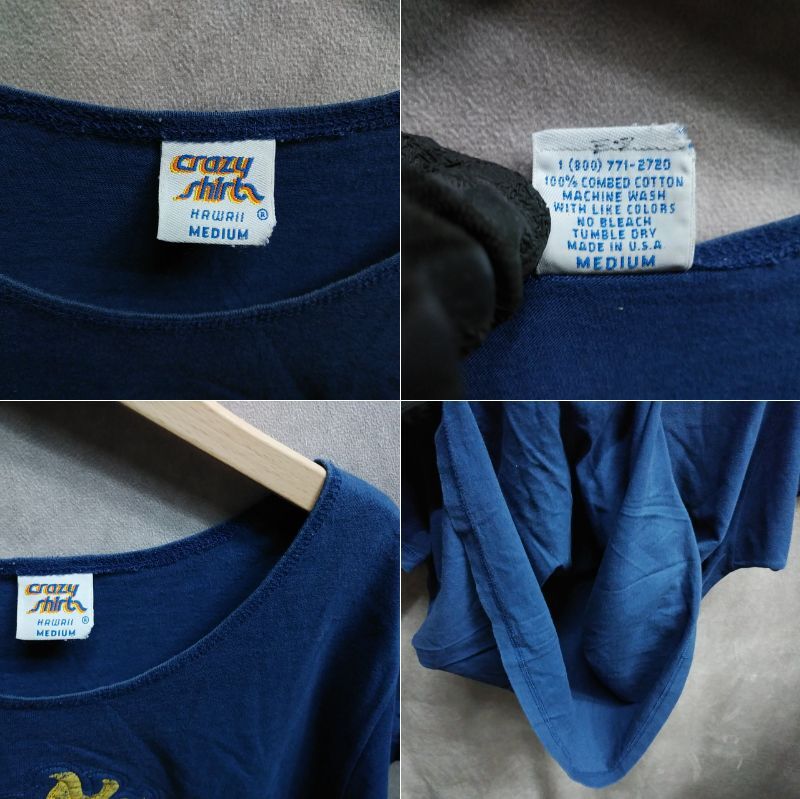 crazy
shirts
HAWAII ®
MEDIUM
1 (800) 771-2720
100% COMBED COTTON
MACHINE WASH
WITH LIKE COLORS
NO BLEACH
TUMBLE DRY
MADE IN U.S.A
MEDIUM
crazy
shirts
HAWAII ®
MEDIUM